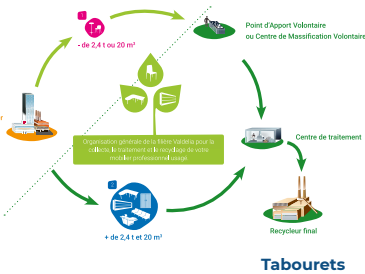 1
- de 2,4 t ou 20 m³
Point d'Apport Volontaire
ou Centre de Massification Volontaire
Organisation générale de la filière Valdelia pour la
collecte, le traitement et le recyclage de votre
mobilier professionnel usagé
Centre de traitement
2
+ de 2,4 t et 20 m³
Recycleur final
Tabourets